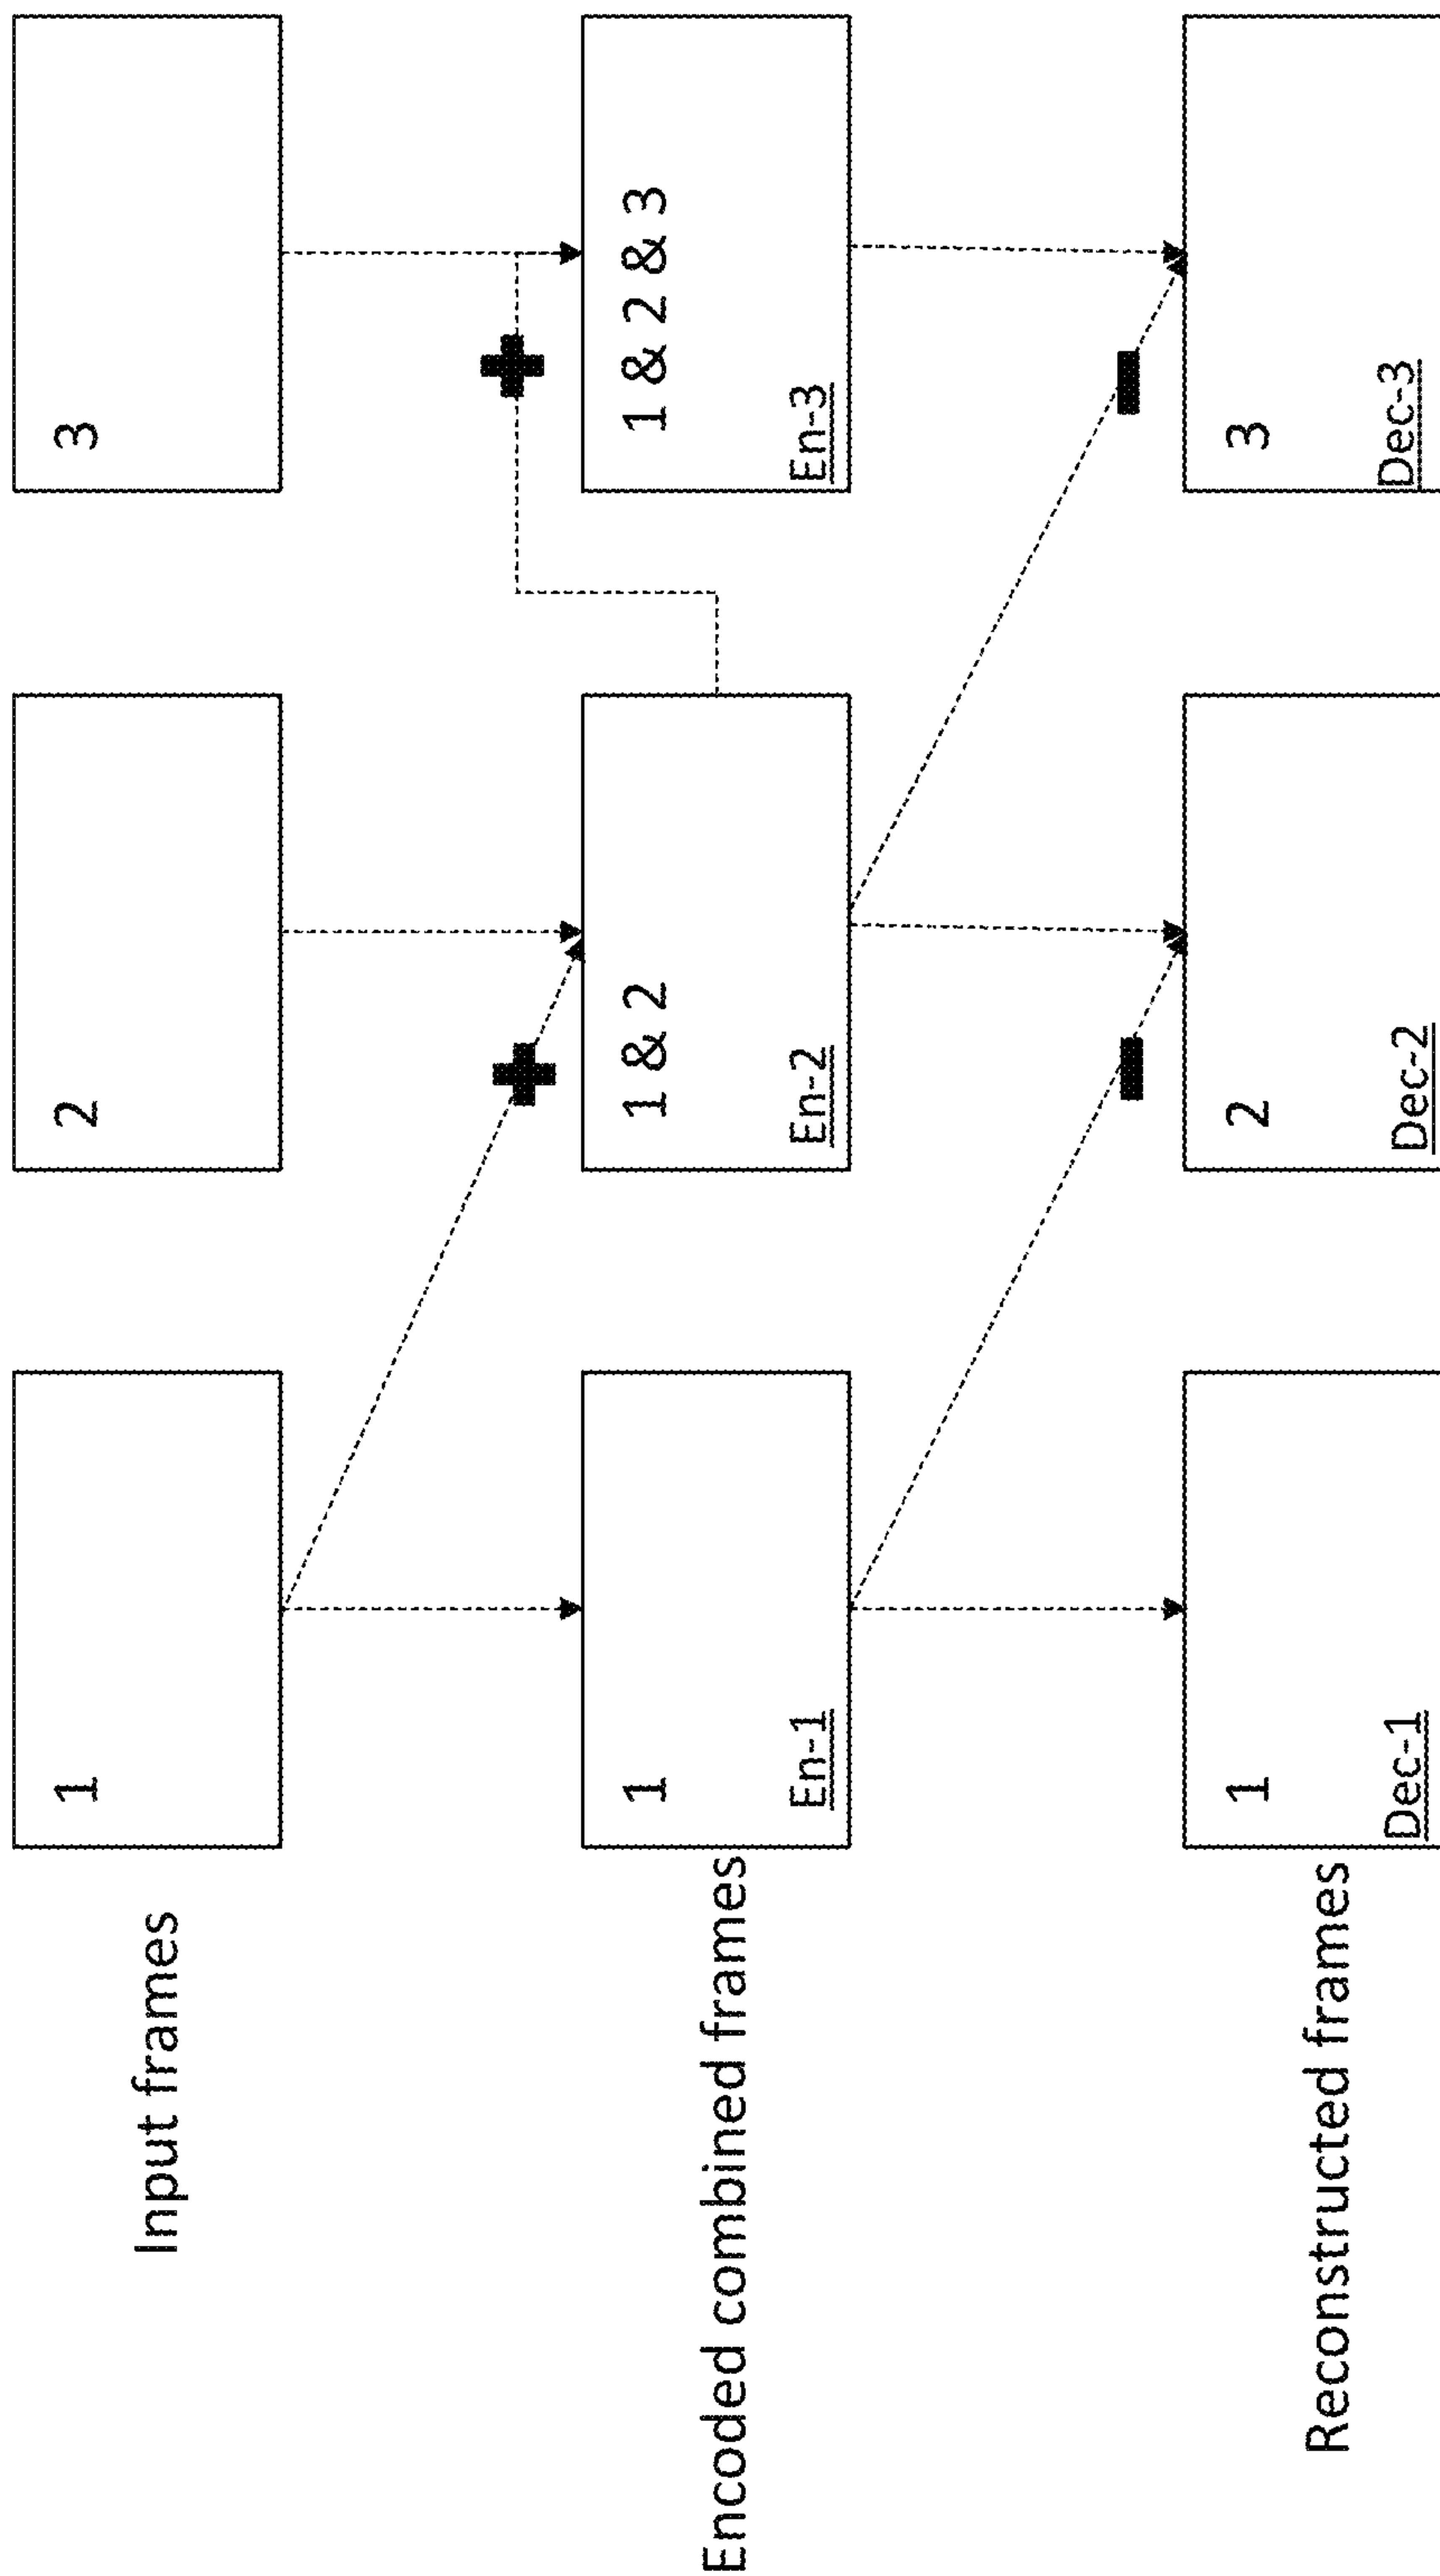 Input frames
1
2
3
Encoded combined frames
1
En-1
1 & 2
En-2
1 & 2 & 3
En-3
Reconstructed frames
1
Dec-1
2
Dec-2
3
Dec-3